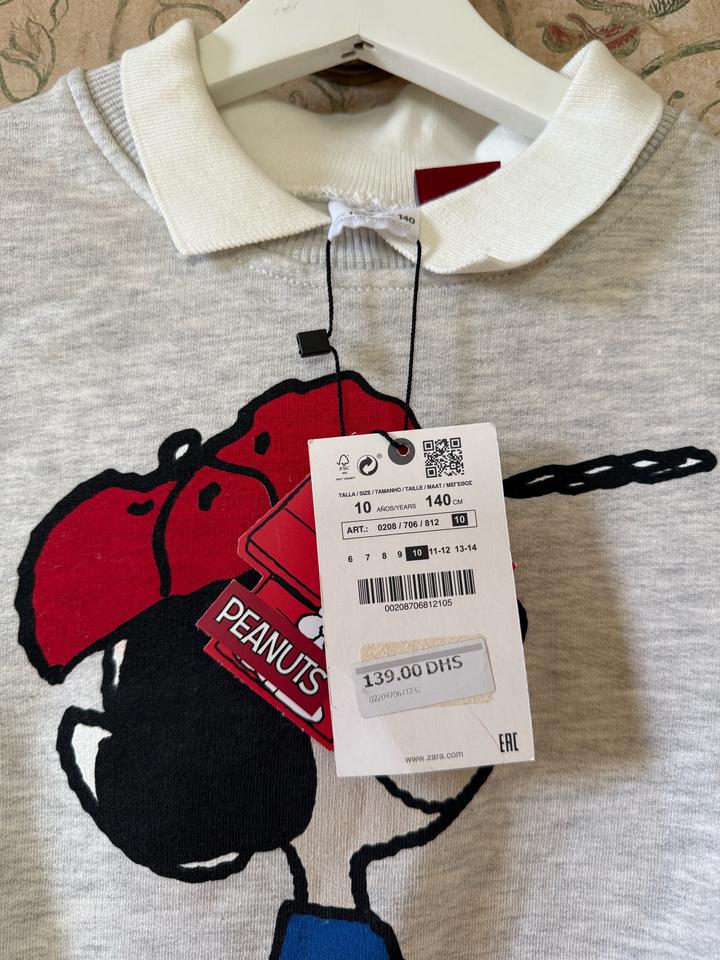 140
FSC
TALLA / SIZE / TAMANHO / TAILLE / MAAT / ΜΕΓΕΘΟΣ
10 AÑOS/YEARS 140 CM
ART.: 0208 / 706 / 812 10
6 7 8 9 10 11-12 13-14
00208706812105
PEANUTS
139.00 DHS
www.zara.com
EAC